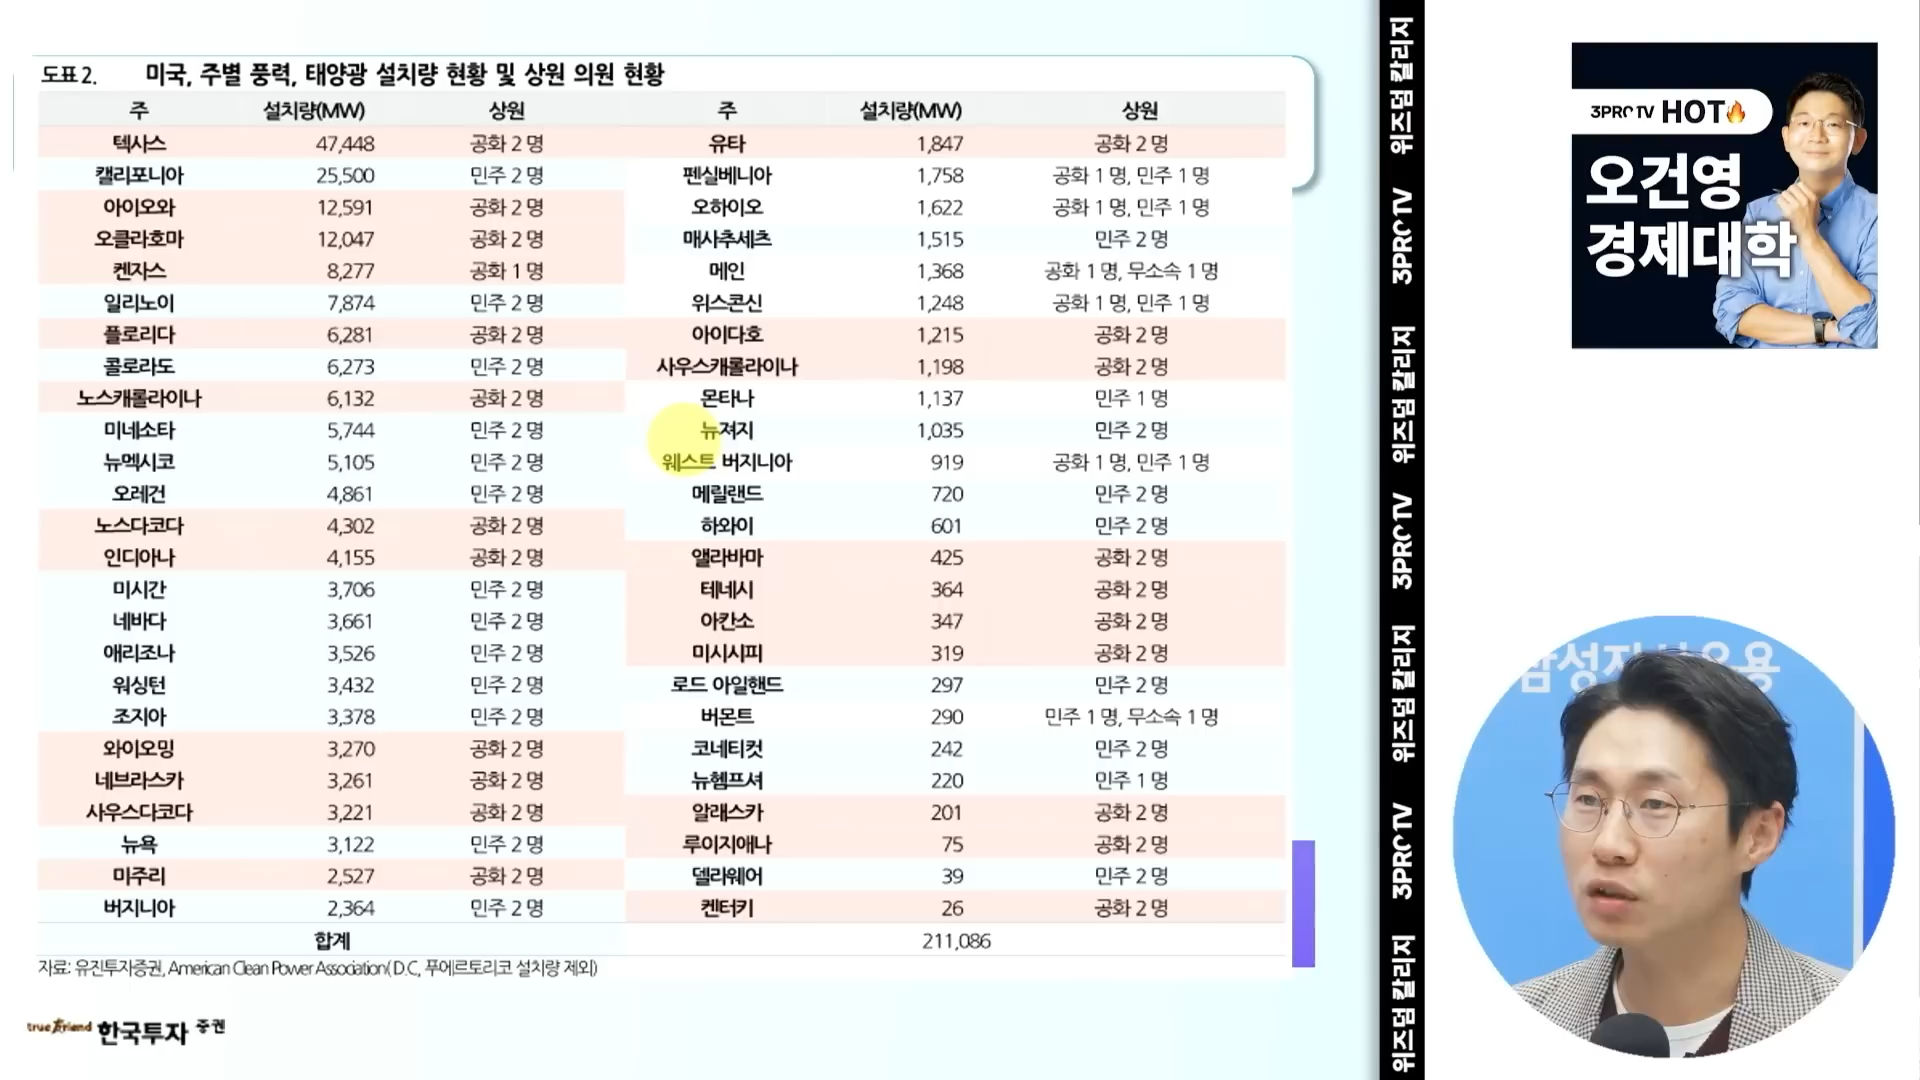 도표 2. 미국, 주별 풍력, 태양광 설치량 현황 및 상원 의원 현황
주 설치량(MW) 상원 주 설치량(MW) 상원
텍사스 47,448 공화 2 명 유타 1,847 공화 2 명
캘리포니아 25,500 민주 2 명 펜실베니아 1,758 공화 1 명, 민주 1 명
아이오와 12,591 공화 2 명 오하이오 1,622 공화 1 명, 민주 1 명
오클라호마 12,047 공화 2 명 매사추세츠 1,515 민주 2 명
켄자스 8,277 공화 1 명 메인 1,368 공화 1 명, 무소속 1 명
일리노이 7,874 민주 2 명 위스콘신 1,248 공화 1 명, 민주 1 명
플로리다 6,281 공화 2 명 아이다호 1,215 공화 2 명
콜로라도 6,273 민주 2 명 사우스캐롤라이나 1,198 공화 2 명
노스캐롤라이나 6,132 공화 2 명 몬타나 1,137 민주 1 명
미네소타 5,744 민주 2 명 뉴져지 1,035 민주 2 명
뉴멕시코 5,105 민주 2 명 웨스트 버지니아 919 공화 1 명, 민주 1 명
오레건 4,861 민주 2 명 메릴랜드 720 민주 2 명
노스다코다 4,302 공화 2 명 하와이 601 민주 2 명
인디아나 4,155 공화 2 명 앨라바마 425 공화 2 명
미시간 3,706 민주 2 명 테네시 364 공화 2 명
네바다 3,661 민주 2 명 아칸소 347 공화 2 명
애리조나 3,526 민주 2 명 미시시피 319 공화 2 명
워싱턴 3,432 민주 2 명 로드 아일핸드 297 민주 2 명
조지아 3,378 민주 2 명 버몬트 290 민주 1 명, 무소속 1 명
와이오밍 3,270 공화 2 명 코네티컷 242 민주 2 명
네브라스카 3,261 공화 2 명 뉴헴프셔 220 민주 1 명
사우스다코다 3,221 공화 2 명 알래스카 201 공화 2 명
뉴욕 3,122 민주 2 명 루이지애나 75 공화 2 명
미주리 2,527 공화 2 명 델라웨어 39 민주 2 명
버지니아 2,364 민주 2 명 켄터키 26 공화 2 명
합계 211,086
자료: 유진투자증권, American Clean Power Association( D.C, 푸에르토리코 설치량 제외)
true friend 한국투자 증권
위즈덤 칼리지
3PRO TV
위즈덤 칼리지
3PRO TV
위즈덤 칼리지
3PRO TV
위즈덤 칼리지
3PRO TV HOT
오건영
경제대학